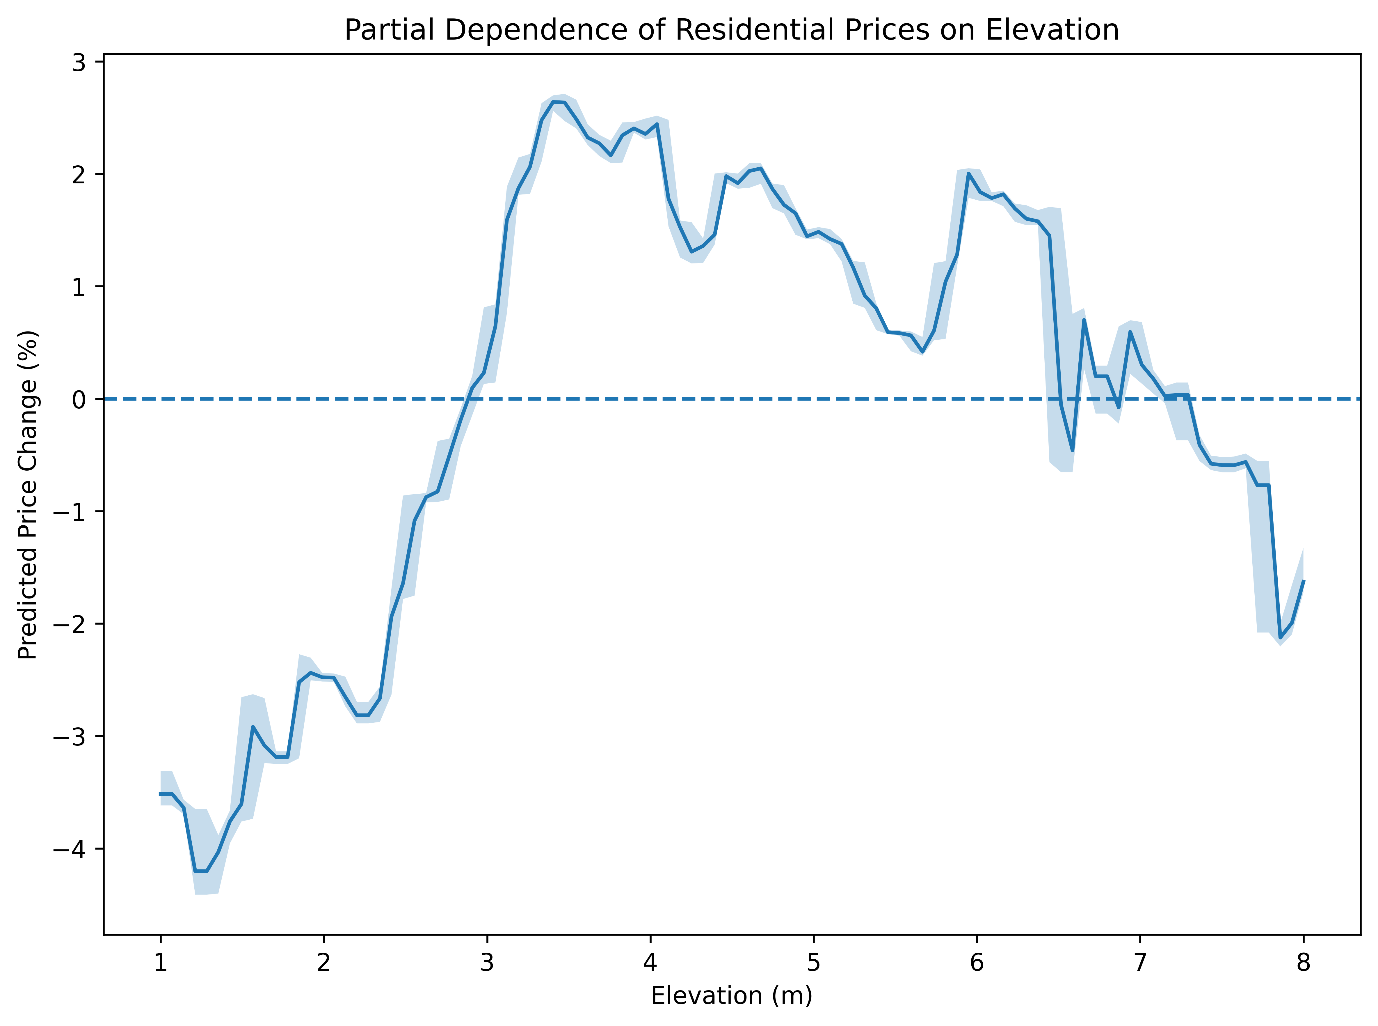 Partial Dependence of Residential Prices on Elevation
3
2
1
0
−1
−2
−3
−4
Predicted Price Change (%)
1 2 3 4 5 6 7 8
Elevation (m)